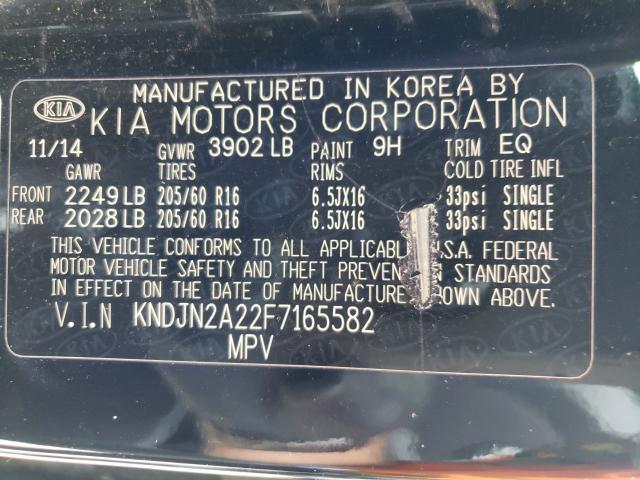 MANUFACTURED IN KOREA BY
KIA KIA MOTORS CORPORATION
11/14 GVWR 3902 LB PAINT 9H TRIM EQ
GAWR TIRES RIMS COLD TIRE INFL
FRONT 2249 LB 205/60 R16 6.5JX16 33psi SINGLE
REAR 2028 LB 205/60 R16 6.5JX16 33psi SINGLE
THIS VEHICLE CONFORMS TO ALL APPLICABL .S.A. FEDERAL
MOTOR VEHICLE SAFETY AND THEFT PREVEN STANDARDS
IN EFFECT ON THE DATE OF MANUFACTURE OWN ABOVE.
V.I.N KNDJN2A22F7165582
MPV